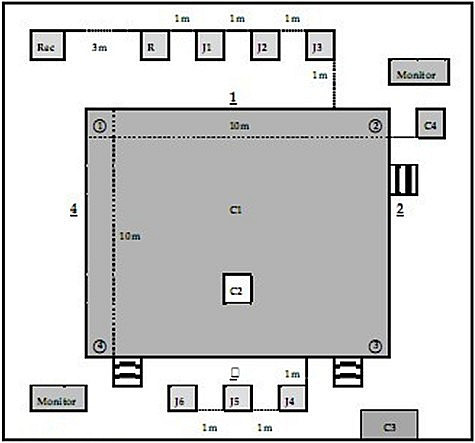 1m 1m 1m
Rec 3m R J1 J2 J3
1m
Monitor
1
① 10m ② C4
4 C1 2
10m
C2
④ ③
1m
Monitor J6 J5 J4
1m 1m
C3